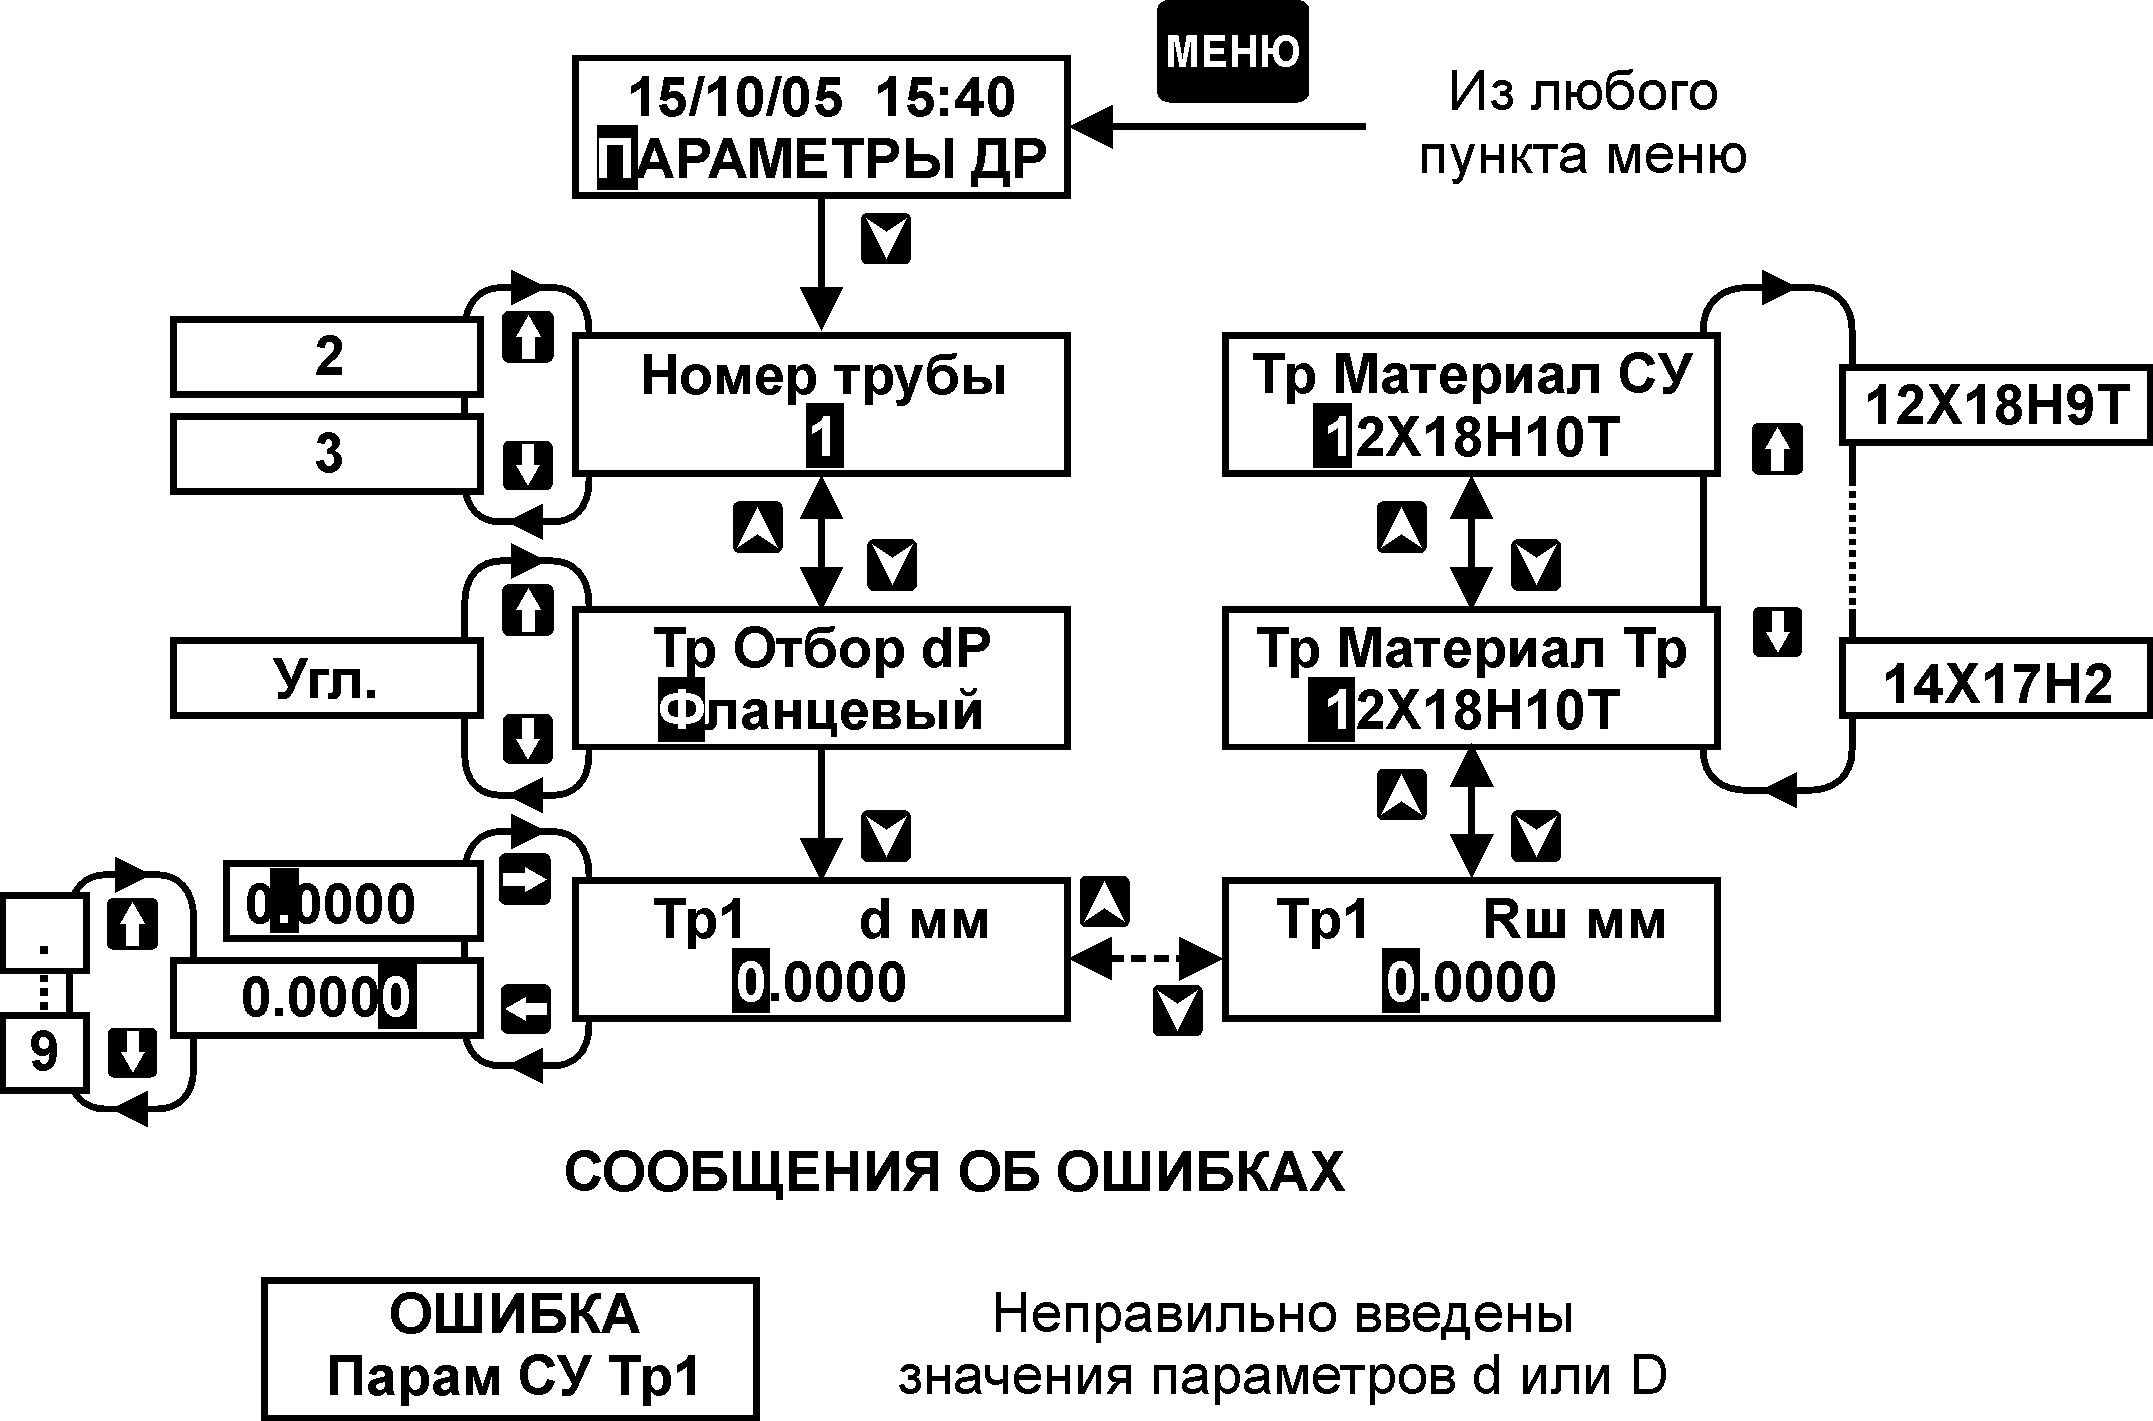 МЕНЮ
15/10/05 15:40
ПАРАМЕТРЫ ДР
Из любого
пункта меню
2
3
Номер трубы
1
Тр Материал СУ
12Х18Н10Т
12Х18Н9Т
Угл.
Тр Отбор dP
Фланцевый
Тр Материал Тр
12Х18Н10Т
14Х17Н2
.
9
0.0000
0.0000
Тр1 d мм
0.0000
Тр1 Rш мм
0.0000
СООБЩЕНИЯ ОБ ОШИБКАХ
ОШИБКА
Парам СУ Тр1
Неправильно введены
значения параметров d или D